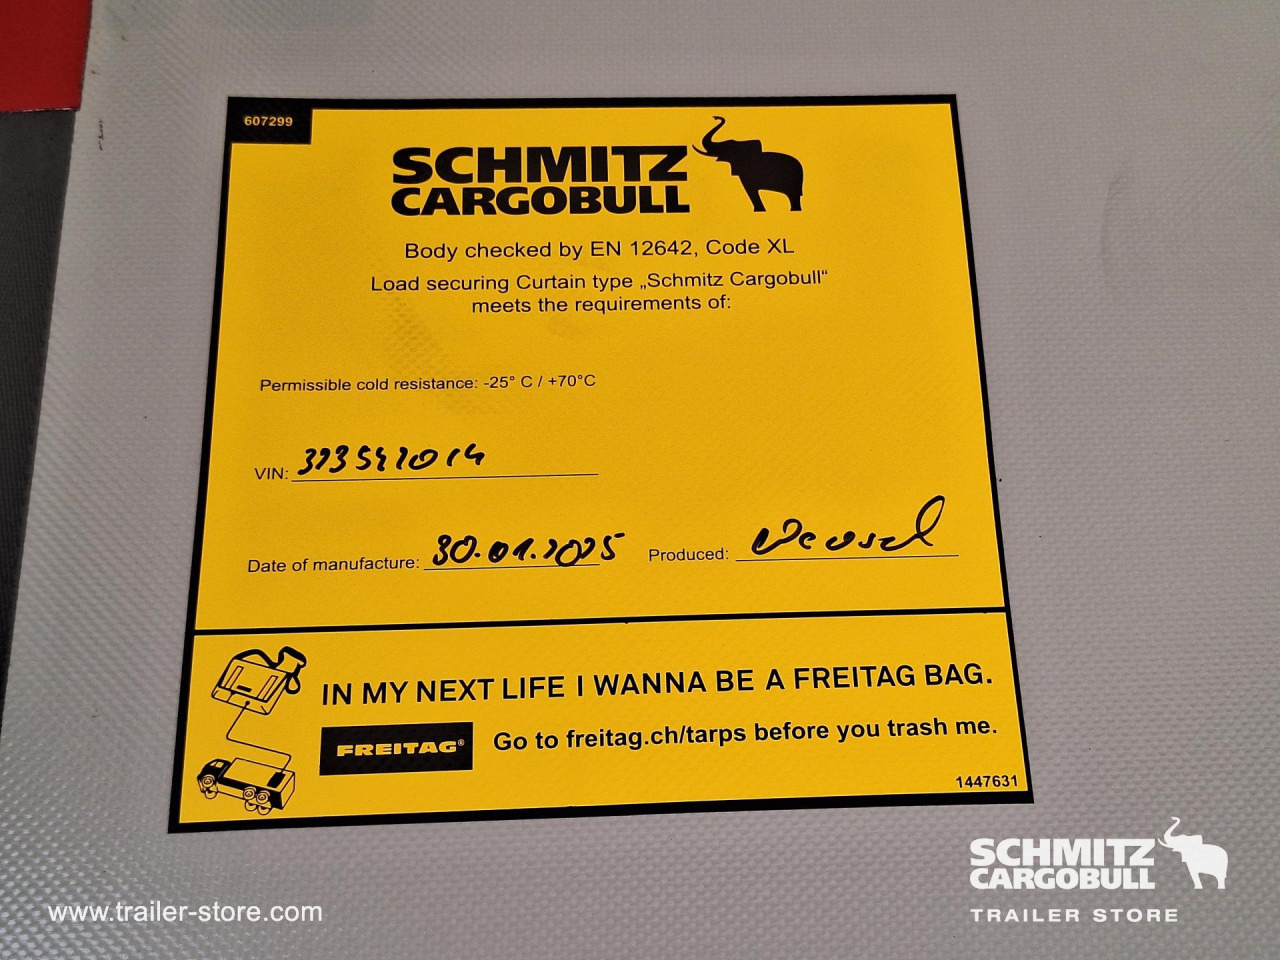 607299
SCHMITZ
CARGOBULL
Body checked by EN 12642, Code XL
Load securing Curtain type „Schmitz Cargobull“
meets the requirements of:
Permissible cold resistance: -25° C / +70°C
VIN:
Date of manufacture: 30.01.2025 Produced:
IN MY NEXT LIFE I WANNA BE A FREITAG BAG.
FREITAG® Go to freitag.ch/tarps before you trash me.
1447631
SCHMITZ
CARGOBULL
TRAILER STORE
www.trailer-store.com